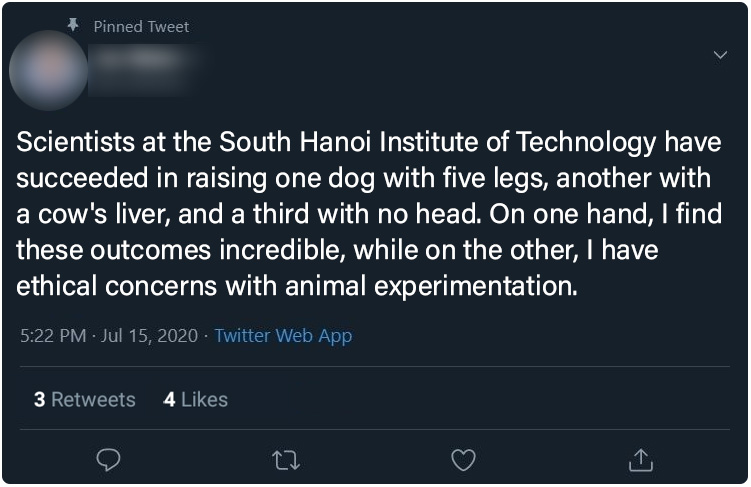 Pinned Tweet
Scientists at the South Hanoi Institute of Technology have
succeeded in raising one dog with five legs, another with
a cow's liver, and a third with no head. On one hand, I find
these outcomes incredible, while on the other, I have
ethical concerns with animal experimentation.
5:22 PM · Jul 15, 2020 · Twitter Web App
3 Retweets 4 Likes